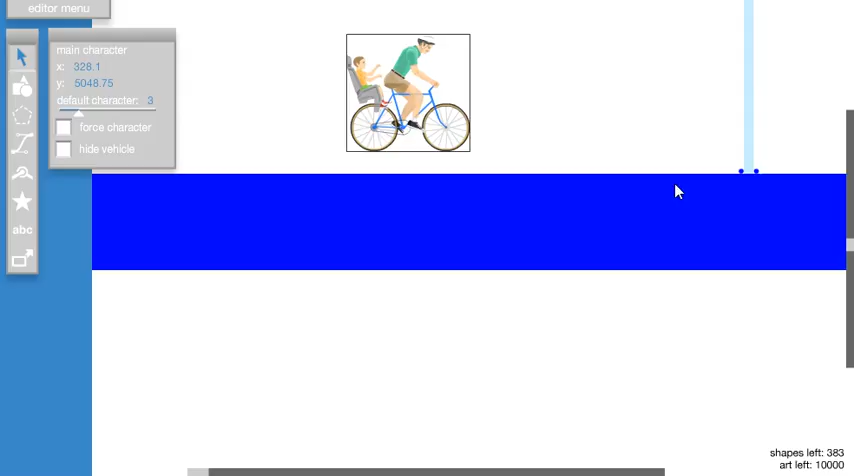 editor menu
main character
x: 328.1
y: 5048.75
default character: 3
force character
hide vehicle
abc
shapes left: 383
art left: 10000